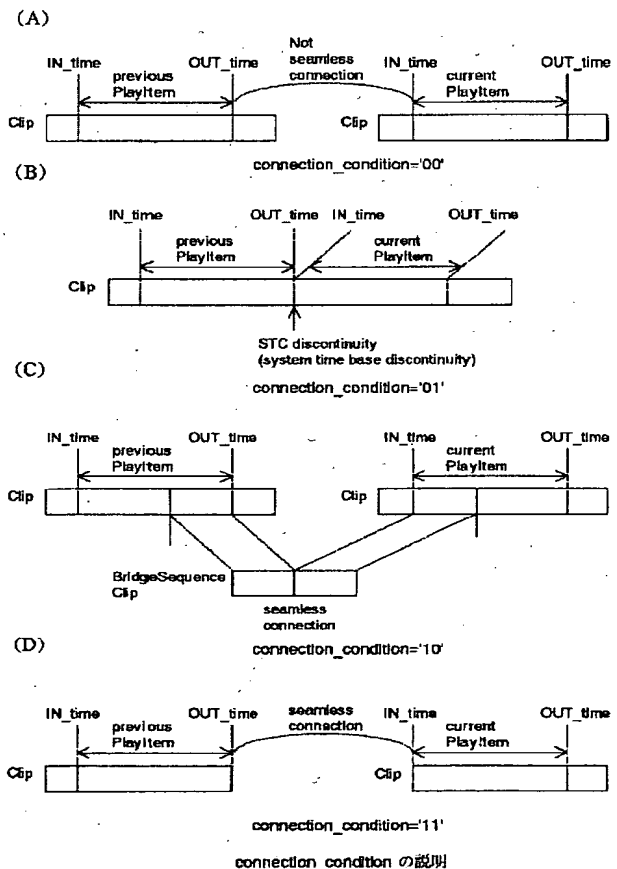 (A)
Not
seamless
connection
IN_time
OUT_time
IN_time
OUT_time
previous
PlayItem
current
PlayItem
Clip
Clip
connection_condition='00'
(B)
IN_time
OUT_time
IN_time
OUT_time
previous
PlayItem
current
PlayItem
Clip
STC discontinuity
(system time base discontinuity)
connection_condition='01'
(C)
IN_time
OUT_time
IN_time
OUT_time
previous
PlayItem
current
PlayItem
Clip
Clip
BridgeSequence
Clip
seamless
connection
connection_condition='10'
(D)
seamless
connection
IN_time
OUT_time
IN_time
OUT_time
previous
PlayItem
current
PlayItem
Clip
Clip
connection_condition='11'
connection condition の説明